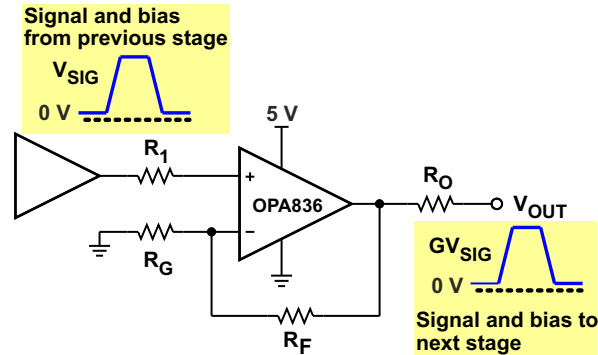 Signal and bias
from previous stage
VSIG
0 V
5 V
R1
+
OPA836
RO
VOUT
−
RG
GVSIG
0 V
RF
Signal and bias to
next stage